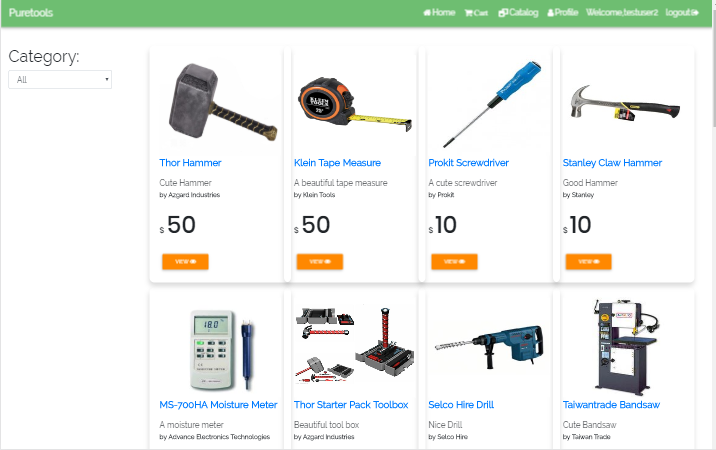 Puretools
Home Cart Catalog Profile Welcome,testuser2 logout
Category:
All
KLEIN TOOLS
Thor Hammer
Cute Hammer
by Azgard Industries
$ 50
VIEW
Klein Tape Measure
A beautiful tape measure
by Klein Tools
$ 50
VIEW
Prokit Screwdriver
A cute screwdriver
by Prokit
$ 10
VIEW
Stanley Claw Hammer
Good Hammer
by Stanley
$ 10
VIEW
18.0
MS-700HA Moisture Meter
A moisture meter
by Advance Electronics Technologies
Thor Starter Pack Toolbox
Beautiful tool box
by Azgard Industries
Selco Hire Drill
Nice Drill
by Selco Hire
Taiwantrade Bandsaw
Cute Bandsaw
by Taiwan Trade